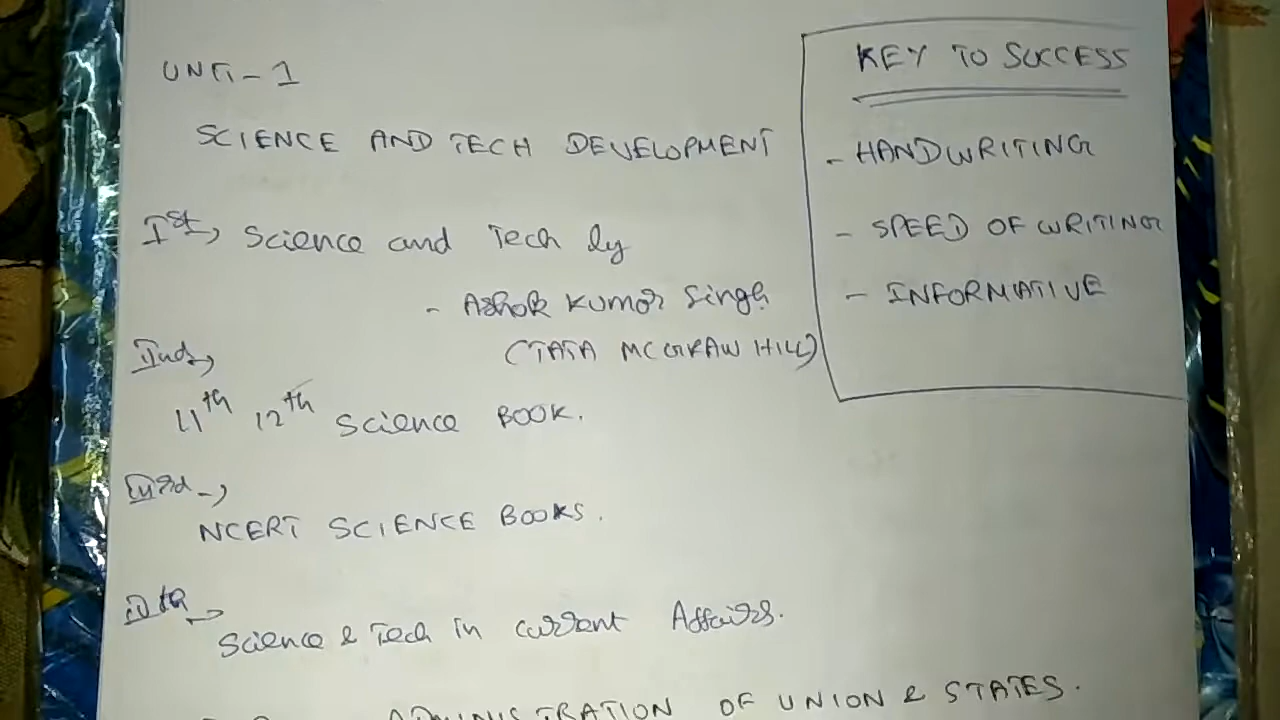 UNIT-1
SCIENCE AND TECH DEVELOPMENT
Ist, Science and Tech by
- Ashok Kumar Singh
(TATA MCGRAW HILL)
IInd,
11th 12th Science BOOK.
IIIrd -,
NCERT SCIENCE BOOKS.
IVth
Science & Tech in current Affairs.
ADMINISTRATION OF UNION & STATES.
KEY TO SUCCESS
- HANDWRITING
- SPEED OF WRITING
- INFORMATIVE